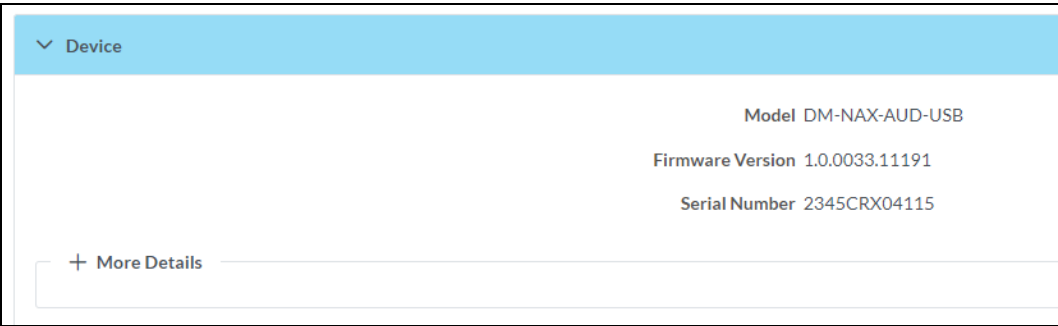 Device
Model DM-NAX-AUD-USB
Firmware Version 1.0.0033.11191
Serial Number 2345CRX04115
+ More Details